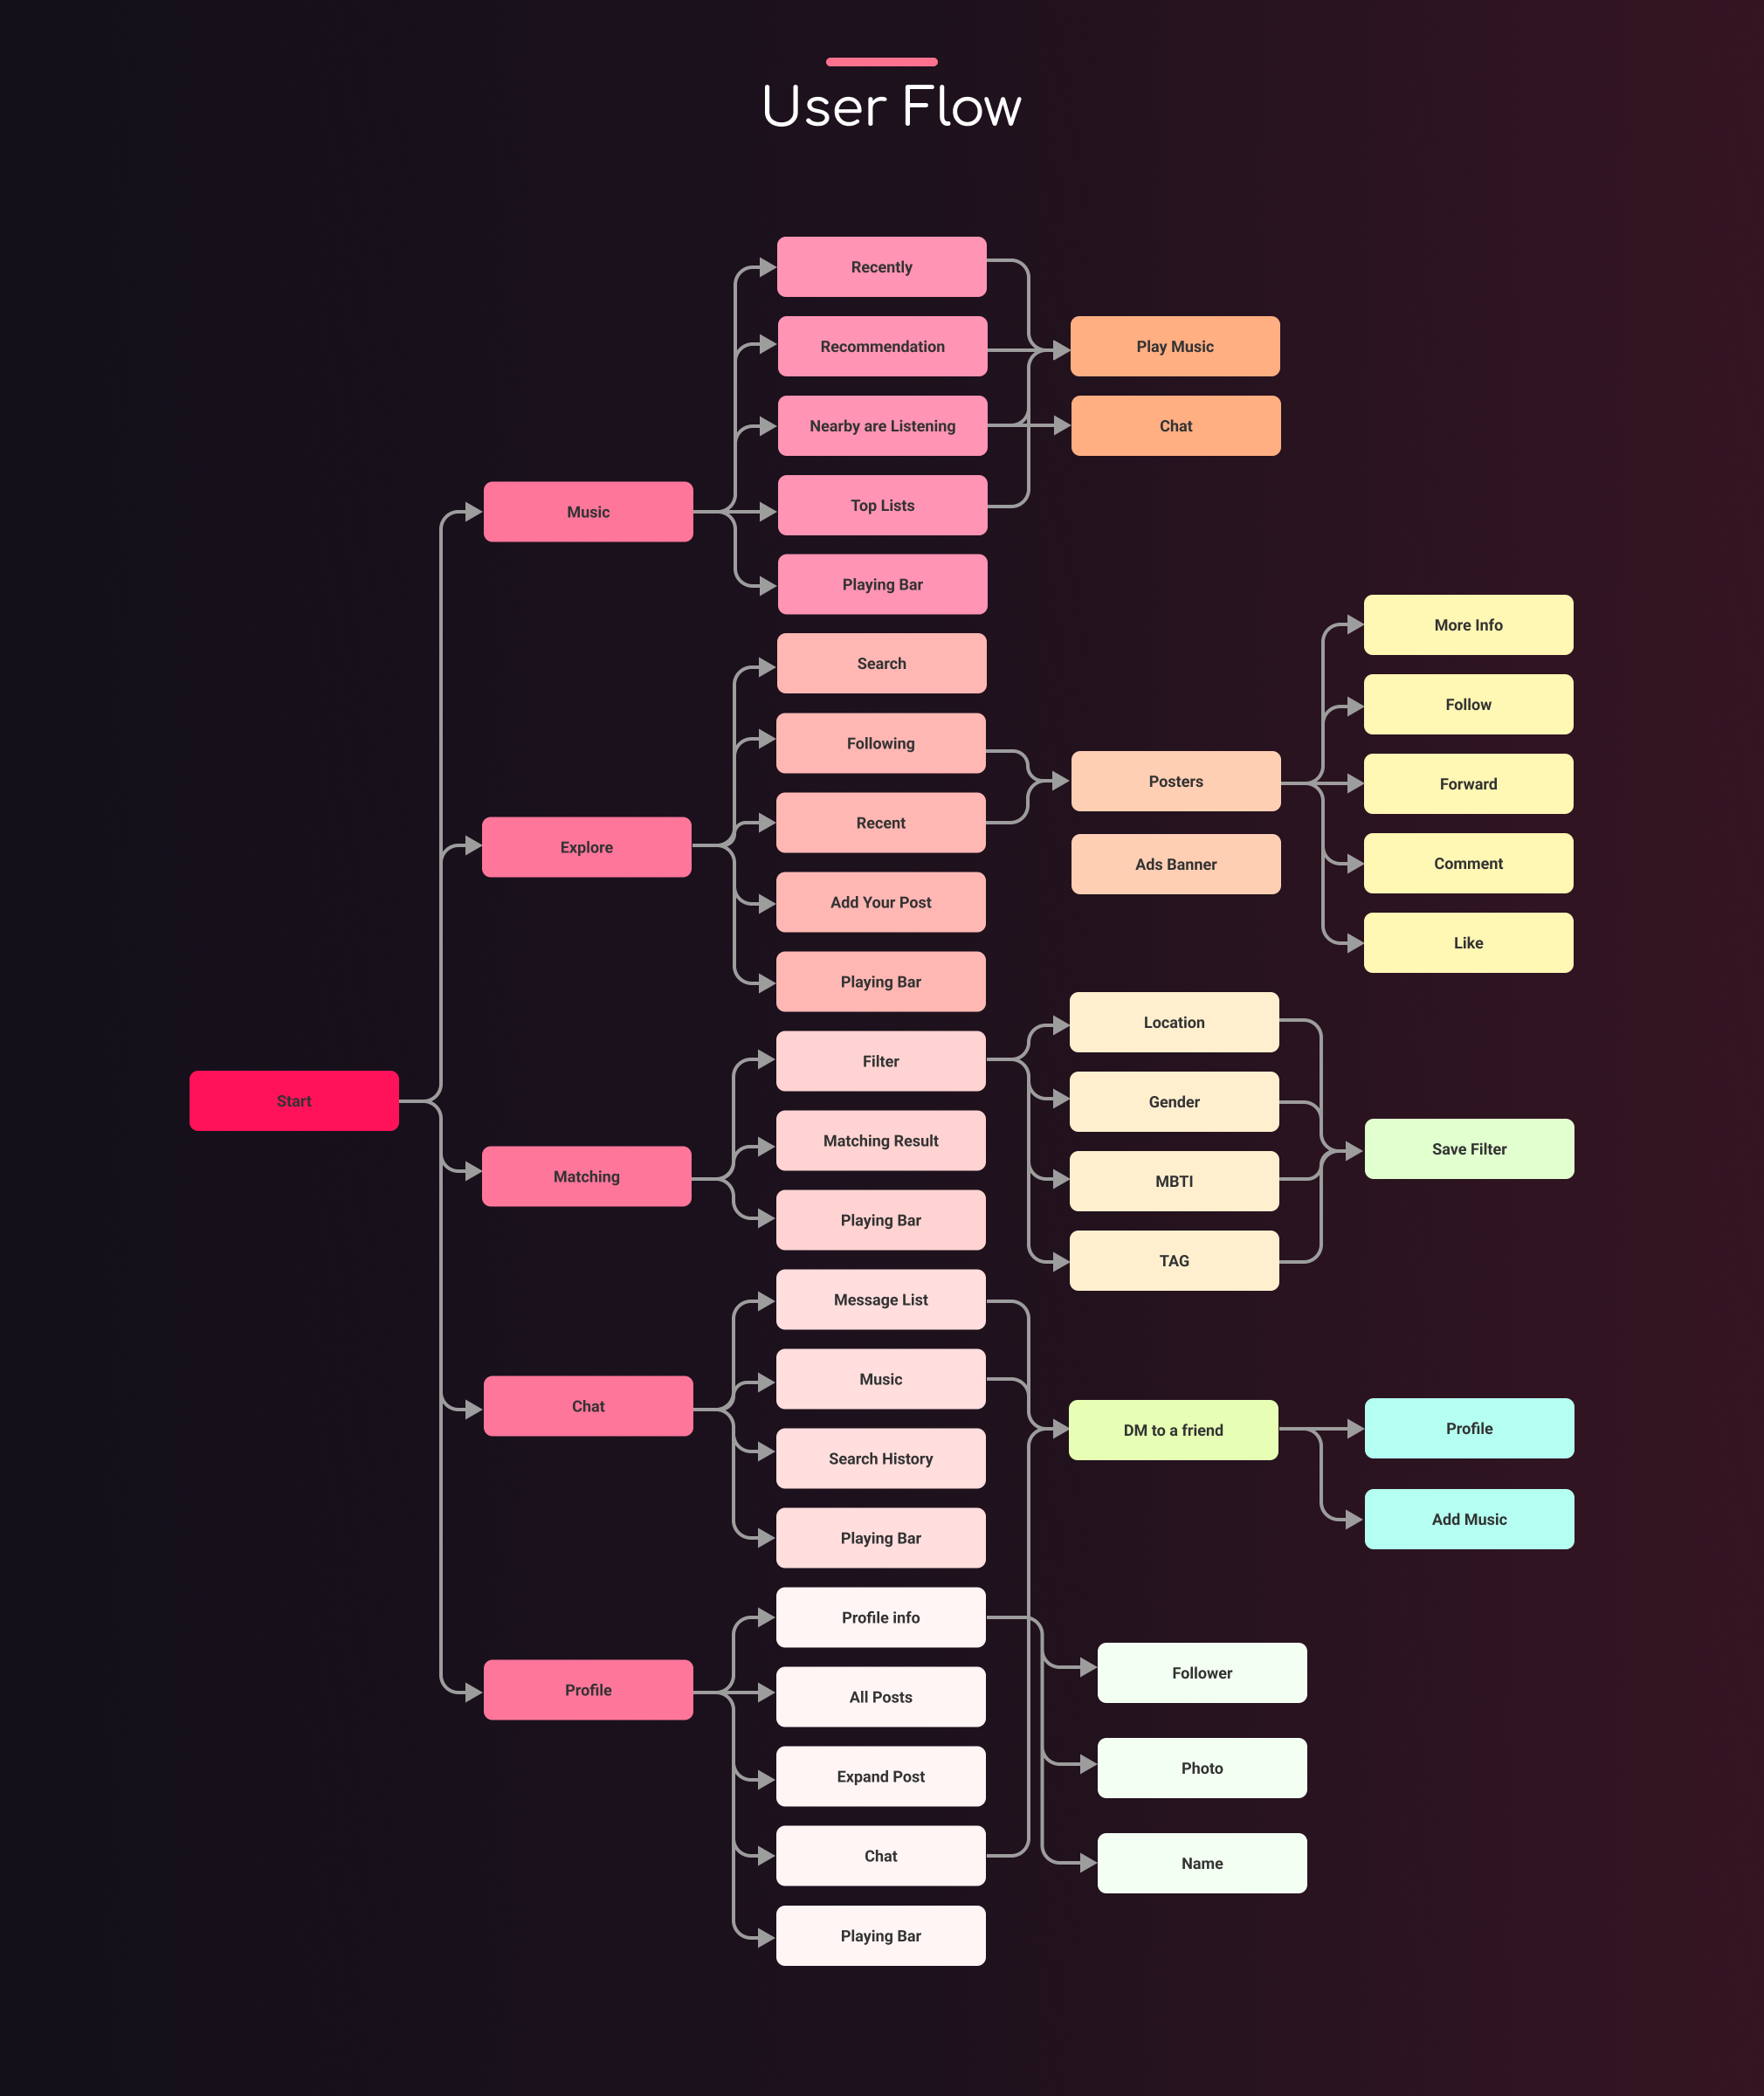 User Flow
Recently
Recommendation
Play Music
Nearby are Listening
Chat
Top Lists
Music
Playing Bar
More Info
Search
Follow
Following
Posters
Forward
Recent
Explore
Ads Banner
Comment
Add Your Post
Like
Playing Bar
Location
Filter
Start
Gender
Matching Result
Save Filter
Matching
MBTI
Playing Bar
TAG
Message List
Music
Chat
DM to a friend
Profile
Search History
Add Music
Playing Bar
Profile info
Follower
Profile
All Posts
Photo
Expand Post
Chat
Name
Playing Bar